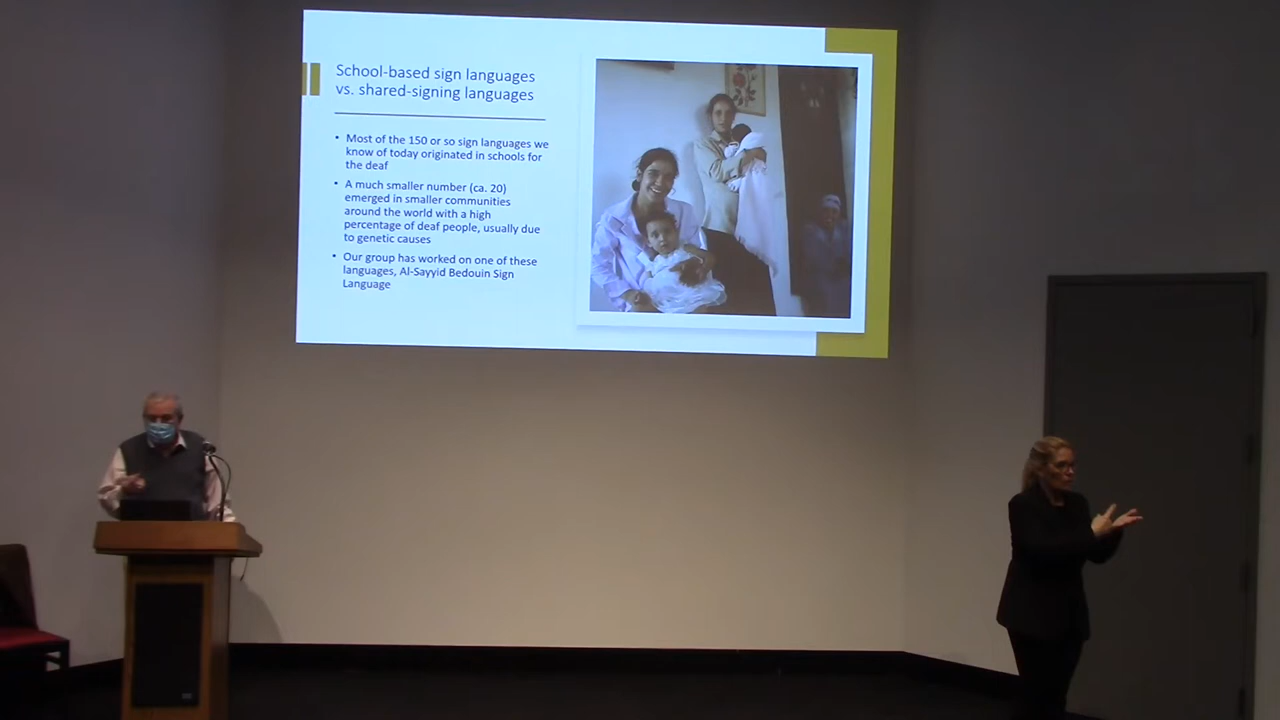 School-based sign languages
vs. shared-signing languages
• Most of the 150 or so sign languages we
know of today originated in schools for
the deaf
• A much smaller number (ca. 20)
emerged in smaller communities
around the world with a high
percentage of deaf people, usually due
to genetic causes
• Our group has worked on one of these
languages, Al-Sayyid Bedouin Sign
Language